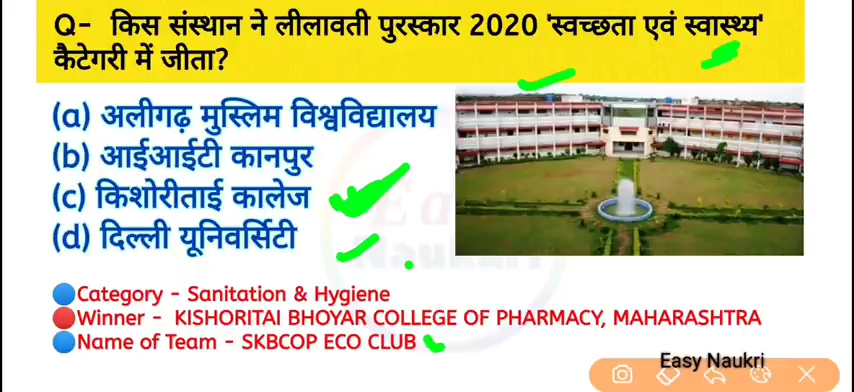 Q- किस संस्थान ने लीलावती पुरस्कार 2020 'स्वच्छता एवं स्वास्थ्य'
कैटेगरी में जीता?
(a) अलीगढ़ मुस्लिम विश्वविद्यालय
(b) आईआईटी कानपुर
(c) किशोरीताई कालेज
(d) दिल्ली यूनिवर्सिटी
Category - Sanitation & Hygiene
Winner - KISHORITAI BHOYAR COLLEGE OF PHARMACY, MAHARASHTRA
Name of Team - SKBCOP ECO CLUB
Easy Naukri